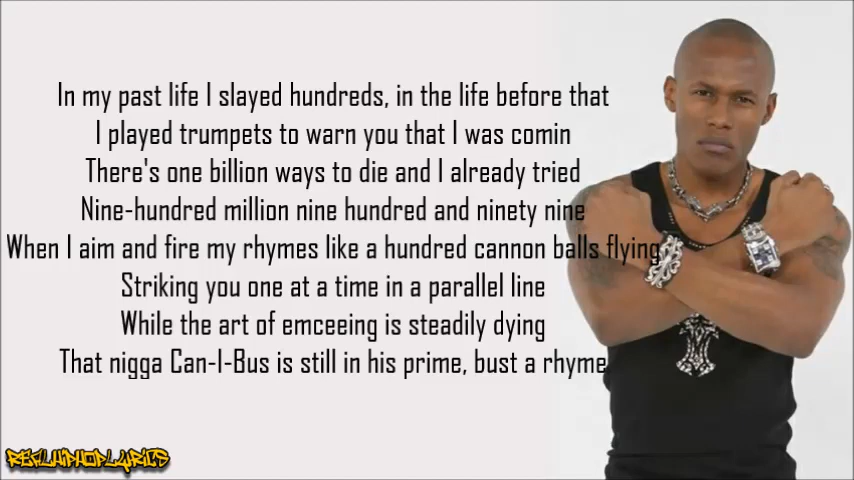 In my past life I slayed hundreds, in the life before that
I played trumpets to warn you that I was comin
There's one billion ways to die and I already tried
Nine-hundred million nine hundred and ninety nine
When I aim and fire my rhymes like a hundred cannon balls flying
Striking you one at a time in a parallel line
While the art of emceeing is steadily dying
That nigga Can-I-Bus is still in his prime, bust a rhyme
REALHIPHOPLYRICS